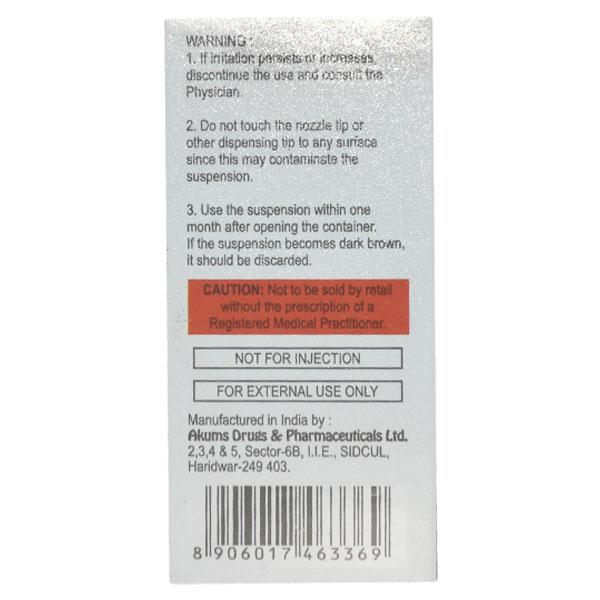 WARNING :
1. If irritation persists or increases,
discontinue the use and consult the
Physician.
2. Do not touch the nozzle tip or
other dispensing tip to any surface
since this may contaminate the
suspension.
3. Use the suspension within one
month after opening the container.
If the suspension becomes dark brown,
it should be discarded.
CAUTION: Not to be sold by retail
without the prescription of a
Registered Medical Practitioner.
NOT FOR INJECTION
FOR EXTERNAL USE ONLY
Manufactured in India by :
Akums Drugs & Pharmaceuticals Ltd.
2,3,4 & 5, Sector-6B, I.I.E., SIDCUL,
Haridwar-249 403.
8 906017 463369